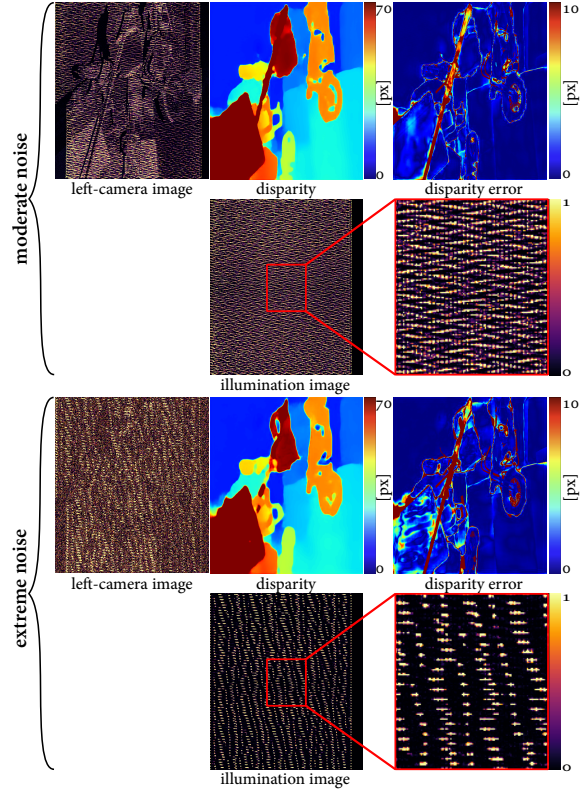 moderate noise
70
[px]
0
10
[px]
0
left-camera image
disparity
disparity error
1
0
illumination image
extreme noise
70
[px]
0
10
[px]
0
left-camera image
disparity
disparity error
1
0
illumination image